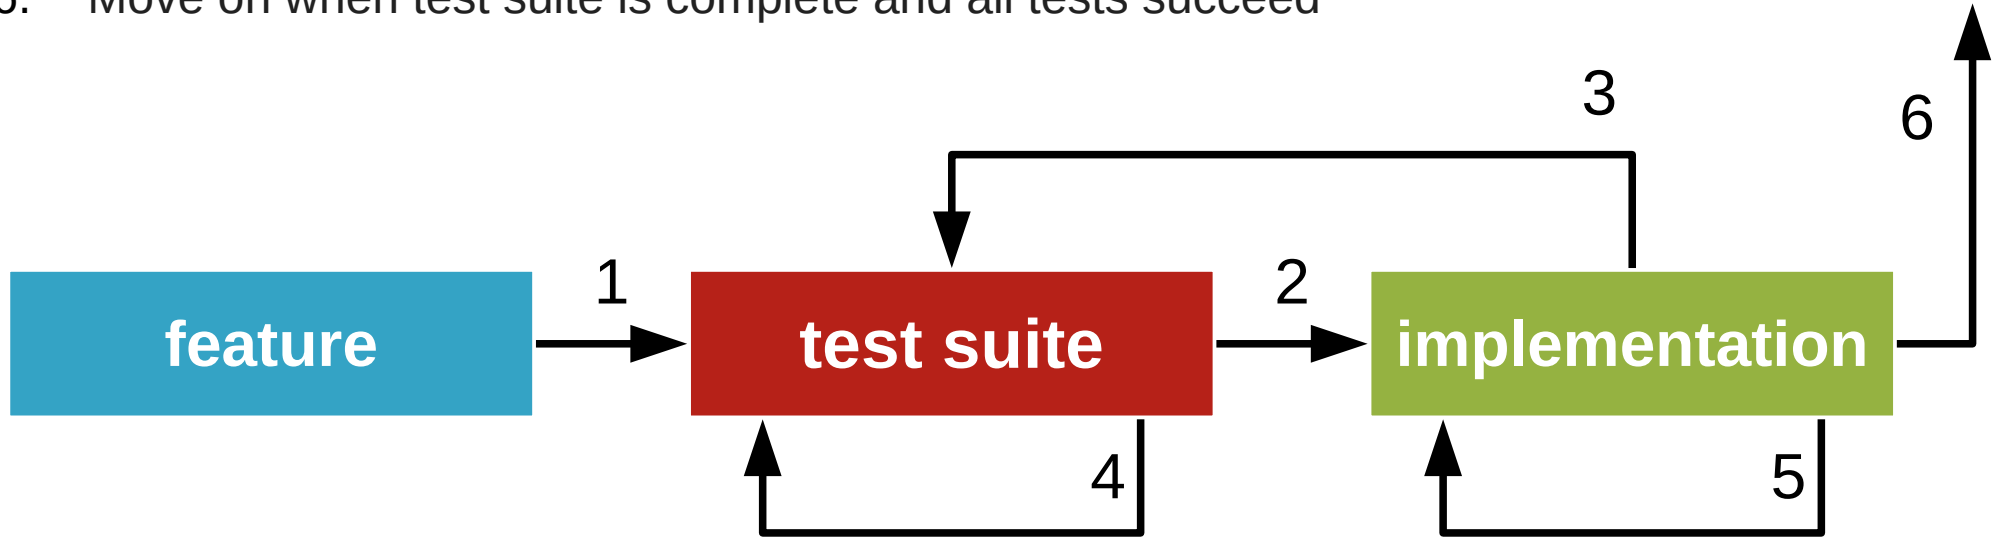 6. Move on when test suite is complete and all tests succeed
3
6
1
2
feature
test suite
implementation
4
5